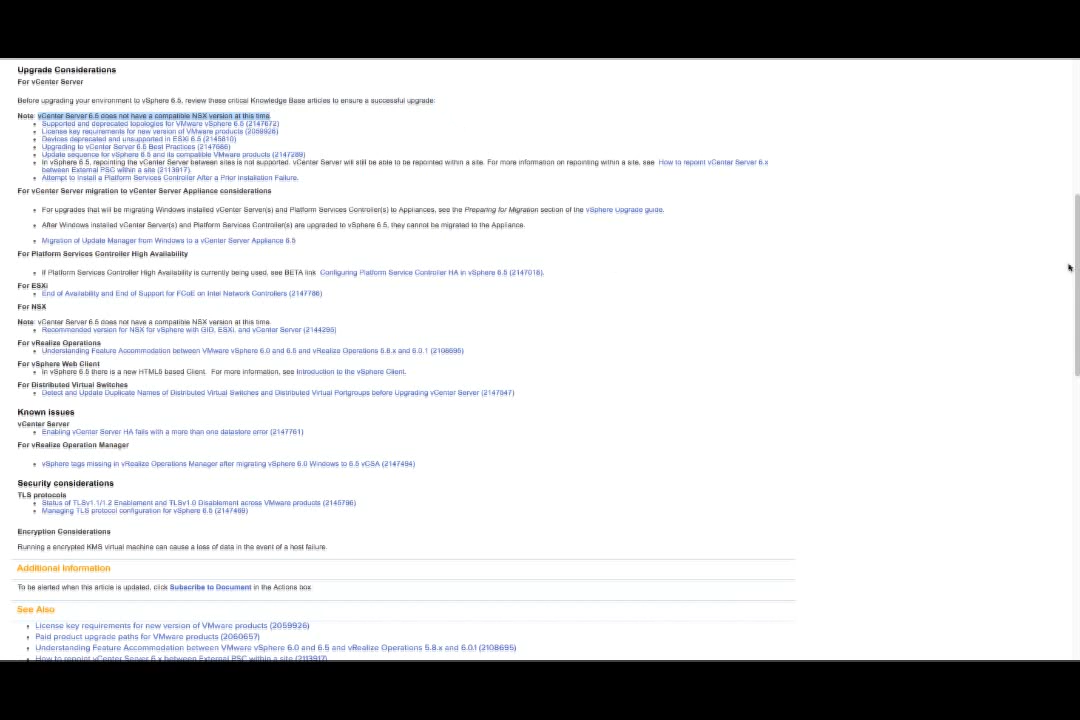 Upgrade Considerations
For vCenter Server
Before upgrading your environment to vSphere 6.5, review these critical Knowledge Base articles to ensure a successful upgrade:
Note: vCenter Server 6.5 does not have a compatible NSX version at this time.
Supported and deprecated topologies for VMware vSphere 6.5 (2147672)
License key requirements for new version of VMware products (2059926)
Devices deprecated and unsupported in ESXi 6.5 (2145810)
Upgrading to vCenter Server 6.5 Best Practices (2147686)
Update sequence for vSphere 6.5 and its compatible VMware products (2147289)
In vSphere 6.5, repointing the vCenter Server between sites is not supported. vCenter Server will still be able to be repointed within a site. For more information on repointing within a site, see How to repoint vCenter Server 6.x
between External PSC within a site (2113917).
Attempt to Install a Platform Services Controller After a Prior Installation Failure.
For vCenter Server migration to vCenter Server Appliance considerations
For upgrades that will be migrating Windows installed vCenter Server(s) and Platform Services Controller(s) to Appliances, see the Preparing for Migration section of the vSphere Upgrade guide.
After Windows installed vCenter Server(s) and Platform Services Controller(s) are upgraded to vSphere 6.5, they cannot be migrated to the Appliance.
Migration of Update Manager from Windows to a vCenter Server Appliance 6.5
For Platform Services Controller High Availability
If Platform Services Controller High Availability is currently being used, see BETA link Configuring Platform Service Controller HA in vSphere 6.5 (2147018).
For ESXi
End of Availability and End of Support for FCoE on Intel Network Controllers (2147786)
For NSX
Note: vCenter Server 6.5 does not have a compatible NSX version at this time.
Recommended version for NSX for vSphere with GID, ESXi, and vCenter Server (2144295)
For vRealize Operations
Understanding Feature Accommodation between VMware vSphere 6.0 and 6.5 and vRealize Operations 5.8.x and 6.0.1 (2108695)
For vSphere Web Client
In vSphere 6.5 there is a new HTML5 based Client. For more information, see Introduction to the vSphere Client.
For Distributed Virtual Switches
Detect and Update Duplicate Names of Distributed Virtual Switches and Distributed Virtual Portgroups before Upgrading vCenter Server (2147547)
Known issues
vCenter Server
Enabling vCenter Server HA fails with a more than one datastore error (2147761)
For vRealize Operation Manager
vSphere tags missing in vRealize Operations Manager after migrating vSphere 6.0 Windows to 6.5 vCSA (2147494)
Security considerations
TLS protocols
Status of TLSv1.1/1.2 Enablement and TLSv1.0 Disablement across VMware products (2145796)
Managing TLS protocol configuration for vSphere 6.5 (2147469)
Encryption Considerations
Running a encrypted KMS virtual machine can cause a loss of data in the event of a host failure.
Additional Information
To be alerted when this article is updated, click Subscribe to Document in the Actions box
See Also
License key requirements for new version of VMware products (2059926)
Paid product upgrade paths for VMware products (2060657)
Understanding Feature Accommodation between VMware vSphere 6.0 and 6.5 and vRealize Operations 5.8.x and 6.0.1 (2108695)
How to repoint vCenter Server 6.x between External PSC within a site (2113917)